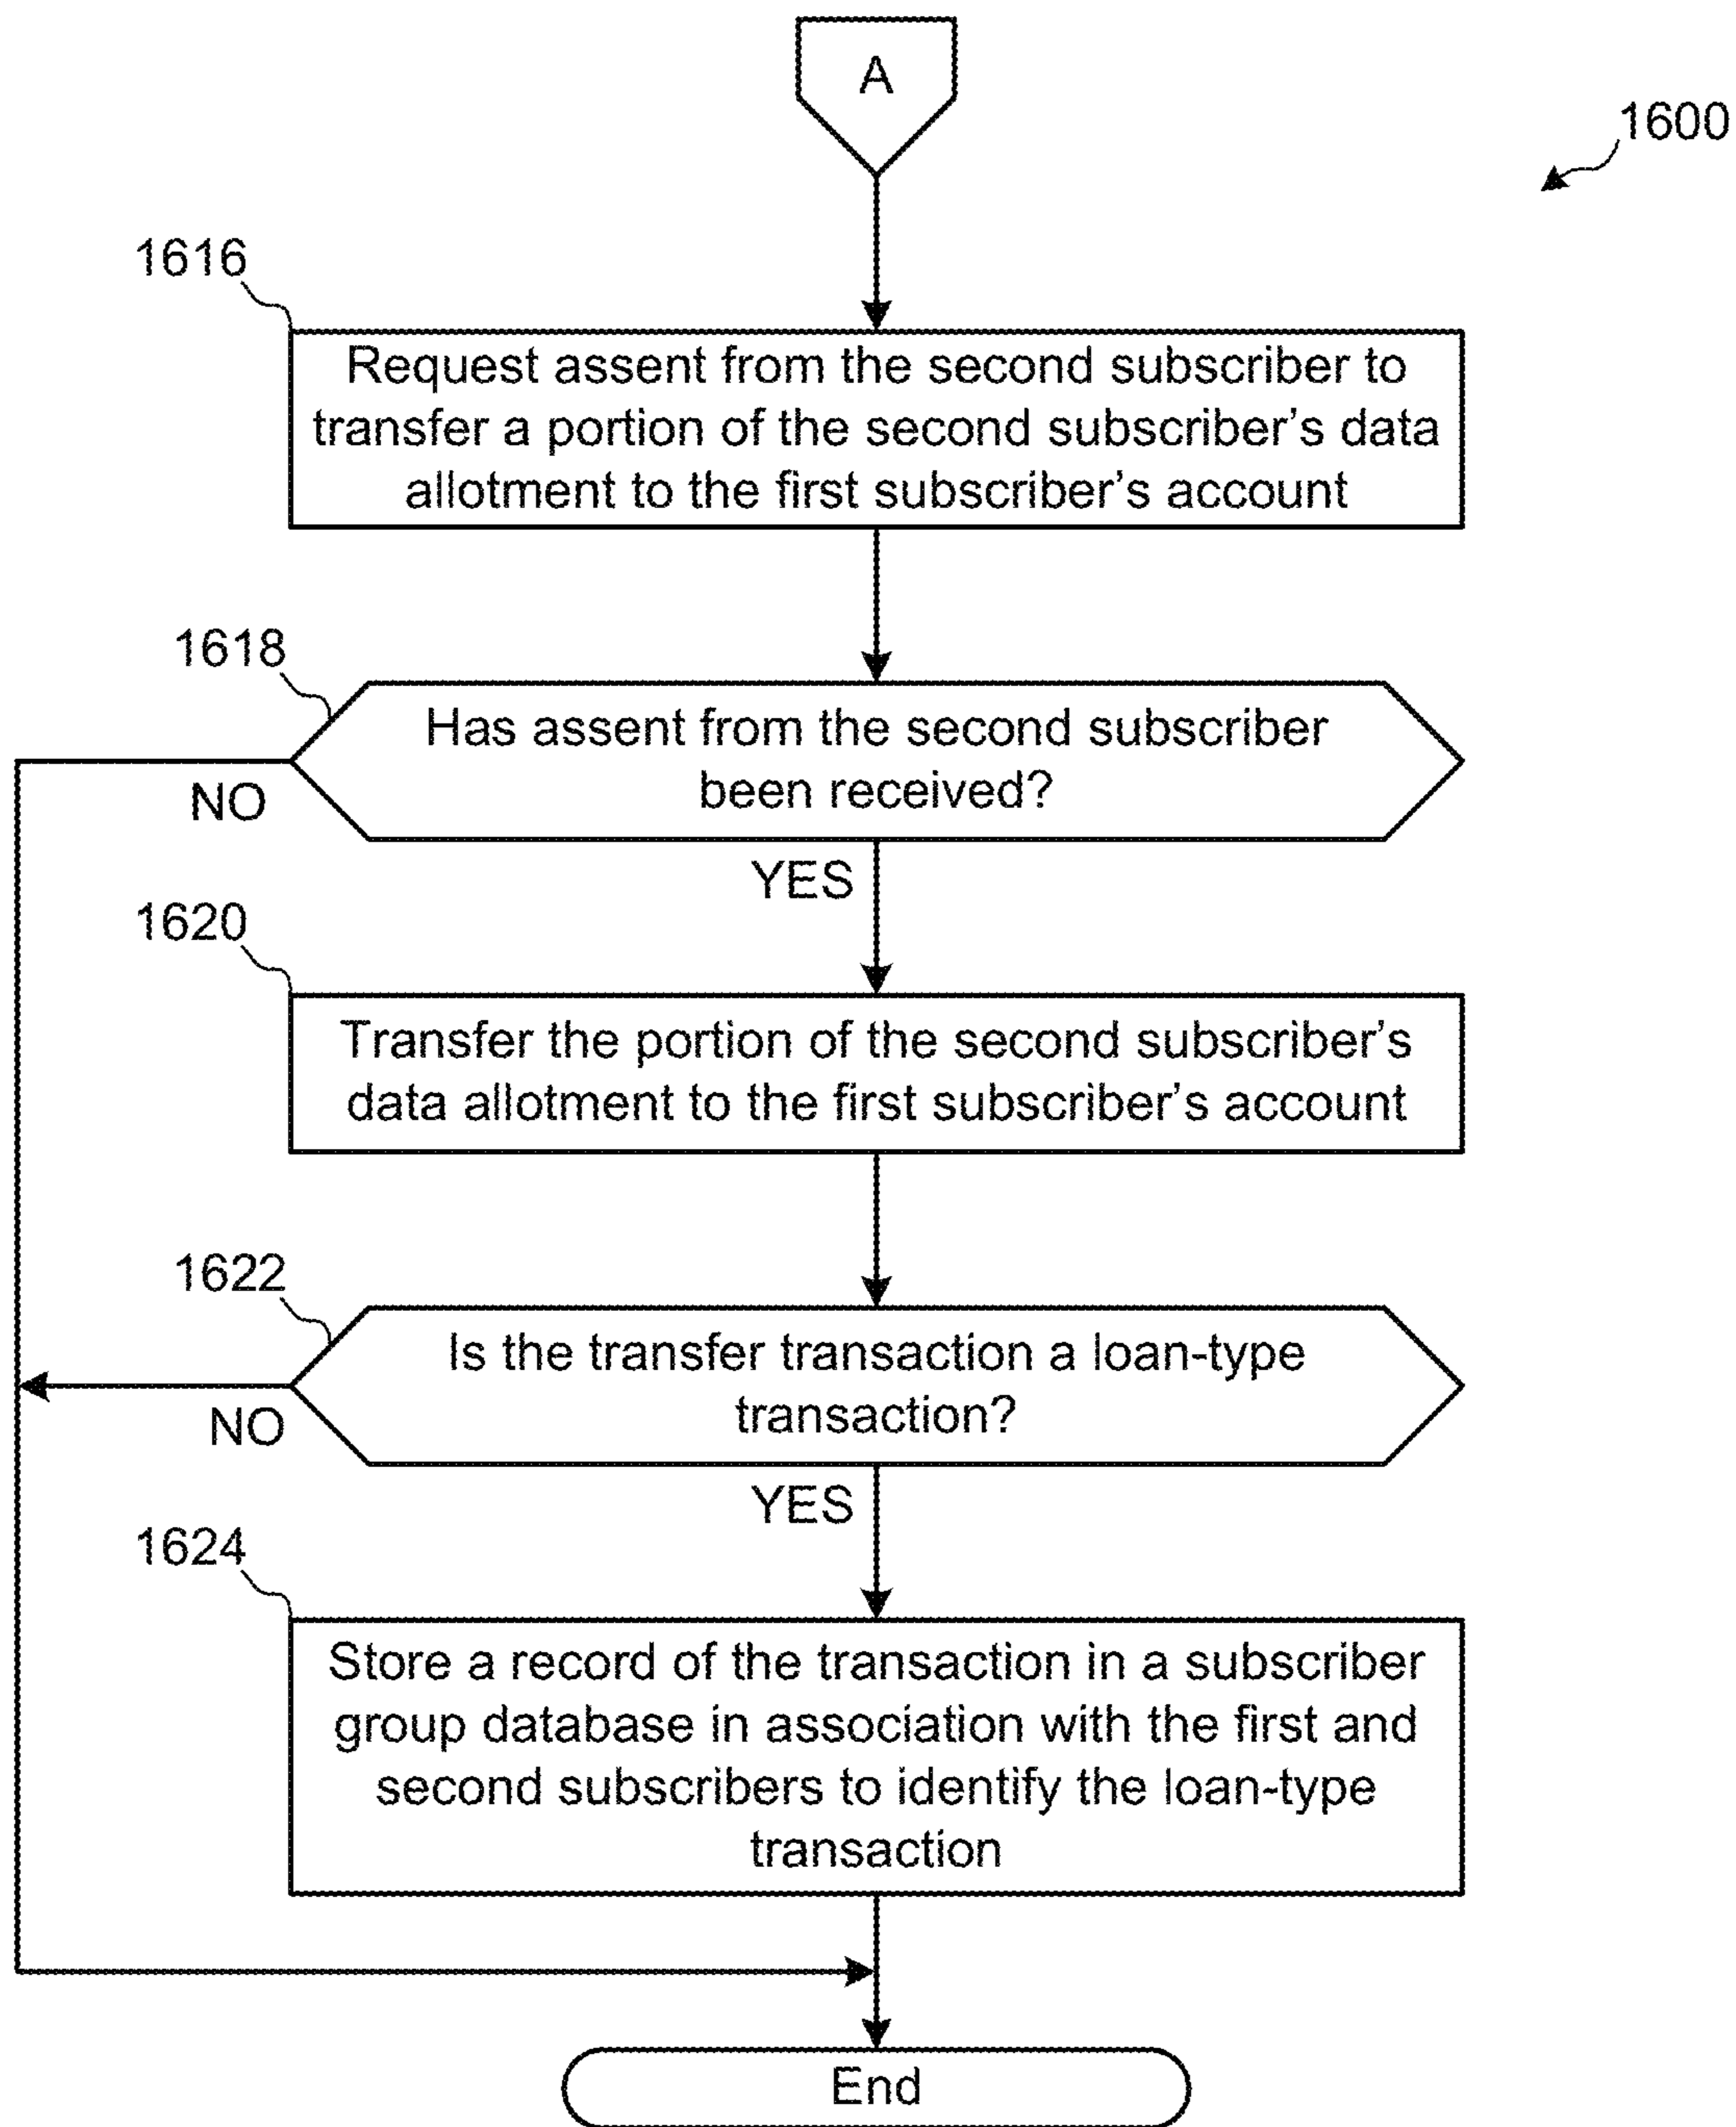 A
1600
1616
Request assent from the second subscriber to
transfer a portion of the second subscriber’s data
allotment to the first subscriber’s account
1618
Has assent from the second subscriber
been received?
NO
YES
1620
Transfer the portion of the second subscriber’s
data allotment to the first subscriber’s account
1622
Is the transfer transaction a loan-type
transaction?
NO
YES
1624
Store a record of the transaction in a subscriber
group database in association with the first and
second subscribers to identify the loan-type
transaction
End